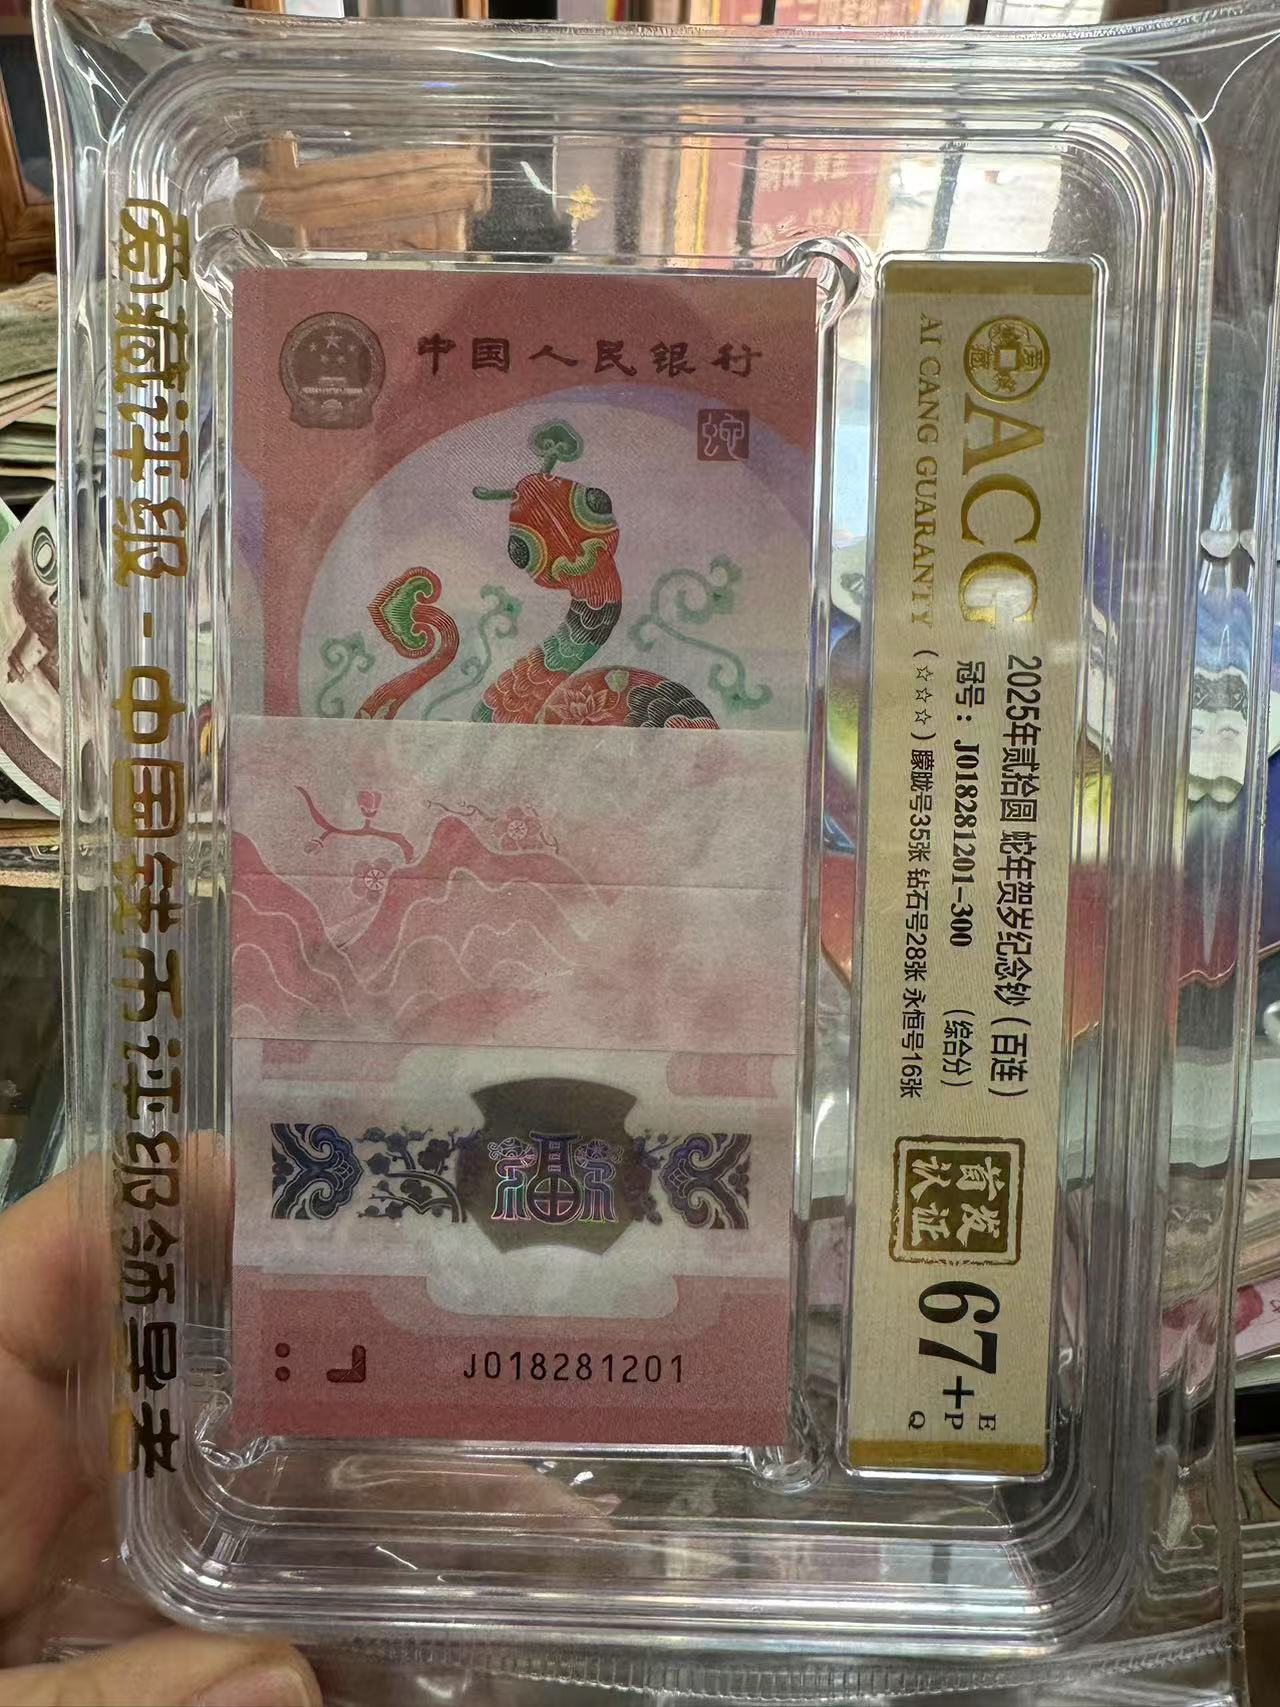 爱藏评级-中国钱币评级领导者
中国人民银行
蛇
J018281201
ACG
AI CANG GUARANTY
2025年贰拾圆 蛇年贺岁纪念钞（百连）
冠号：J018281201-300 （综合分）
（☆☆☆）朦胧号35张 钻石号28张 永恒号16张
首发
认证
67+
E
P
Q